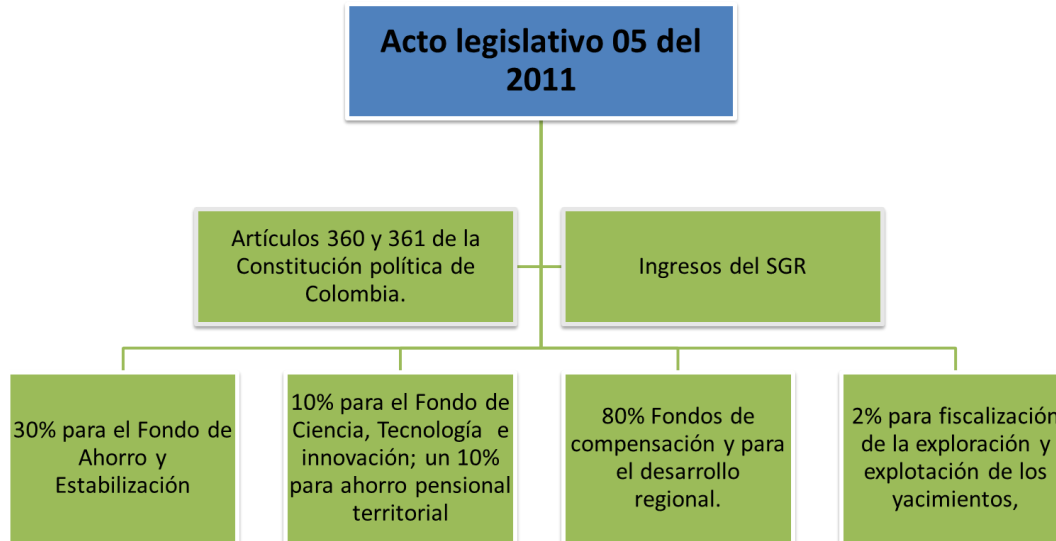 Acto legislativo 05 del
2011
Artículos 360 y 361 de la
Constitución política de
Colombia.
Ingresos del SGR
30% para el Fondo de
Ahorro y
Estabilización
10% para el Fondo de
Ciencia, Tecnología e
innovación; un 10%
para ahorro pensional
territorial
80% Fondos de
compensación y para
el desarrollo
regional.
2% para fiscalización
de la exploración y
explotación de los
yacimientos,